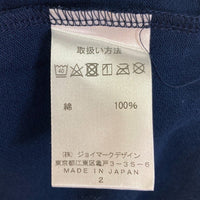 取扱い方法
40
綿 100%
(株)ジョイマークデザイン
東京都江東区亀戸3-35-6
MADE IN JAPAN
2